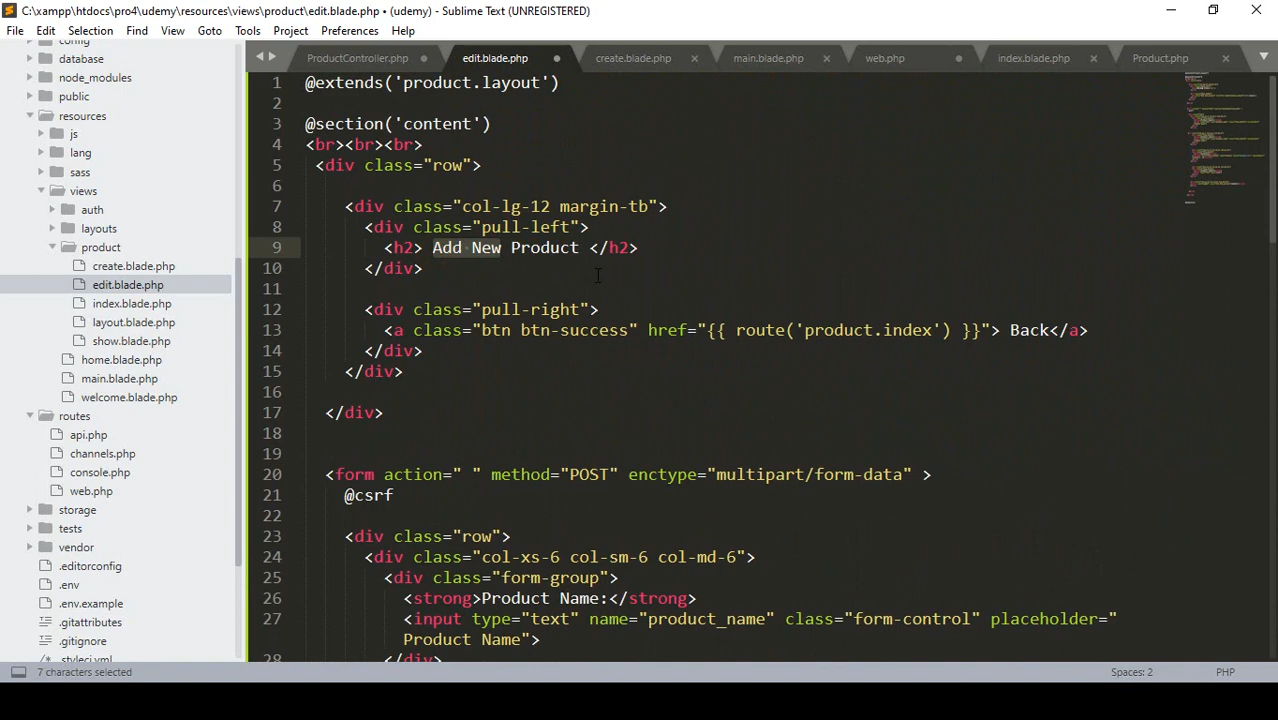 C:\xampp\htdocs\pro4\udemy\resources\views\product\edit.blade.php • (udemy) - Sublime Text (UNREGISTERED)
File Edit Selection Find View Goto Tools Project Preferences Help
config
database
node_modules
public
resources
js
lang
sass
views
auth
layouts
product
create.blade.php
edit.blade.php
index.blade.php
layout.blade.php
show.blade.php
home.blade.php
main.blade.php
welcome.blade.php
routes
api.php
channels.php
console.php
web.php
storage
tests
vendor
.editorconfig
.env
.env.example
.gitattributes
.gitignore
.styleci.yml
ProductController.php edit.blade.php create.blade.php main.blade.php web.php index.blade.php Product.php
1 @extends('product.layout')
2
3 @section('content')
4 <br><br><br>
5 <div class="row">
6
7 <div class="col-lg-12 margin-tb">
8 <div class="pull-left">
9 <h2> Add New Product </h2>
10 </div>
11
12 <div class="pull-right">
13 <a class="btn btn-success" href="{{ route('product.index') }}"> Back</a>
14 </div>
15 </div>
16
17 </div>
18
19
20 <form action=" " method="POST" enctype="multipart/form-data" >
21 @csrf
22
23 <div class="row">
24 <div class="col-xs-6 col-sm-6 col-md-6">
25 <div class="form-group">
26 <strong>Product Name:</strong>
27 <input type="text" name="product_name" class="form-control" placeholder="
Product Name">
28 </div>
7 characters selected Spaces: 2 PHP